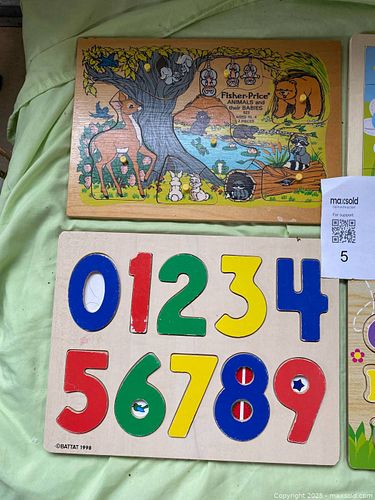 Fisher-Price
ANIMALS and
their BABIES
maxsold
For support
5
0 1 2 3 4
5 6 7 8 9
©BATTAT 1998
Copyright 2025 - maxsold.com